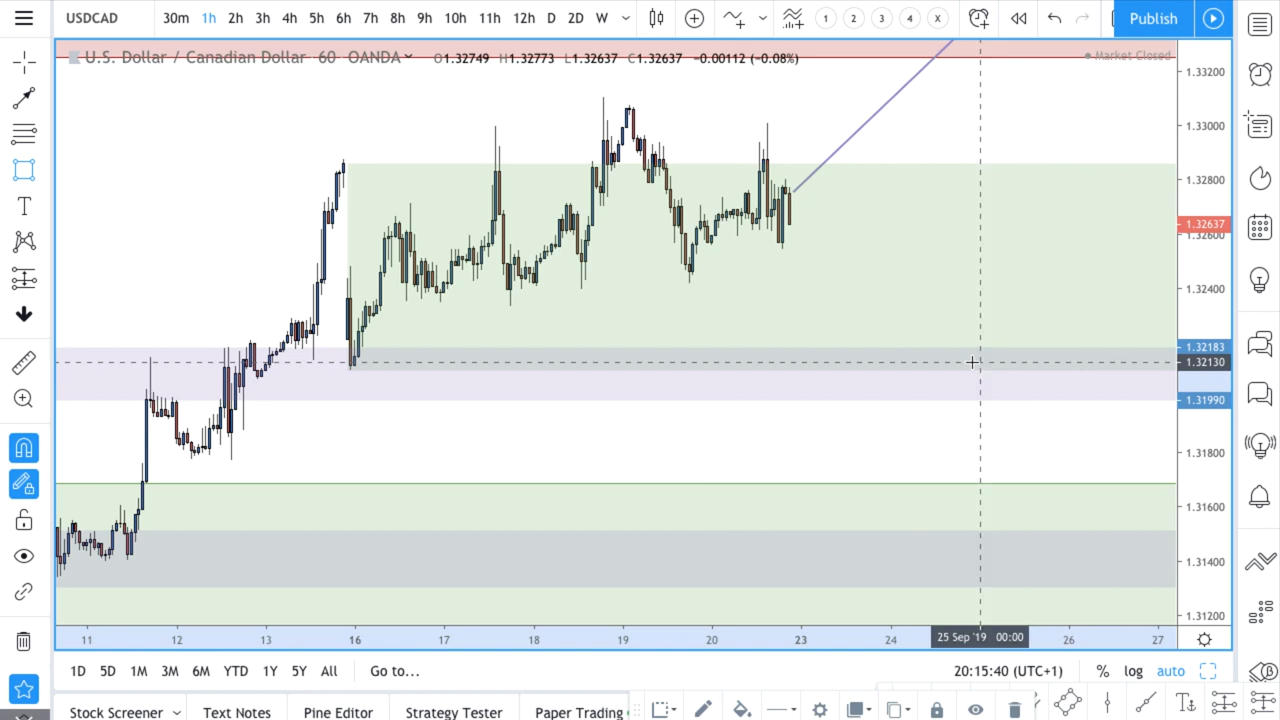 USDCAD 30m 1h 2h 3h 4h 5h 6h 7h 8h 9h 10h 11h 12h D 2D W 1 2 3 4 X Publish
U.S. Dollar / Canadian Dollar 60 OANDA O1.32749 H1.32773 L1.32637 C1.32637 −0.00112 (−0.08%) Market Closed
1.33200
1.33000
1.32800
1.32637
1.32600
1.32400
1.32183
1.32130
1.31990
1.31800
1.31600
1.31400
1.31200
11 12 13 16 17 18 19 20 23 24 25 Sep '19 00:00 26 27
1D 5D 1M 3M 6M YTD 1Y 5Y All Go to... 20:15:40 (UTC+1) % log auto
Stock Screener Text Notes Pine Editor Strategy Tester Paper Trading